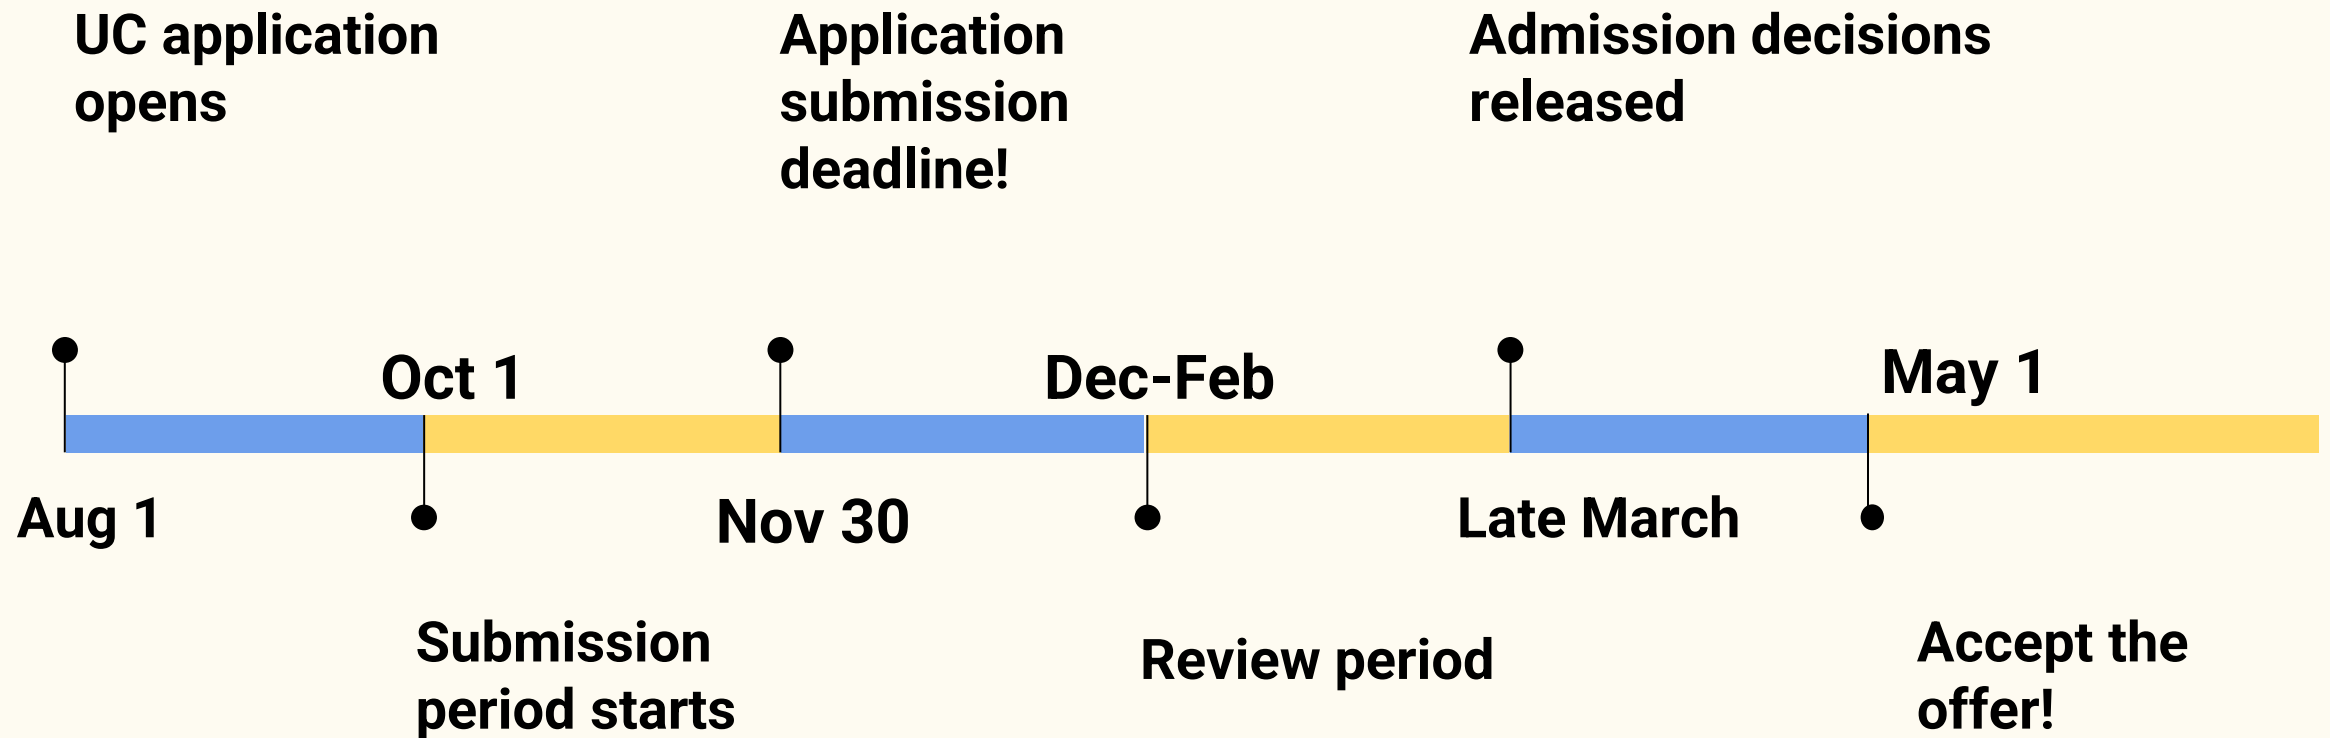 UC application
opens
Application
submission
deadline!
Admission decisions
released
Oct 1
Dec-Feb
May 1
Aug 1
Nov 30
Late March
Submission
period starts
Review period
Accept the
offer!